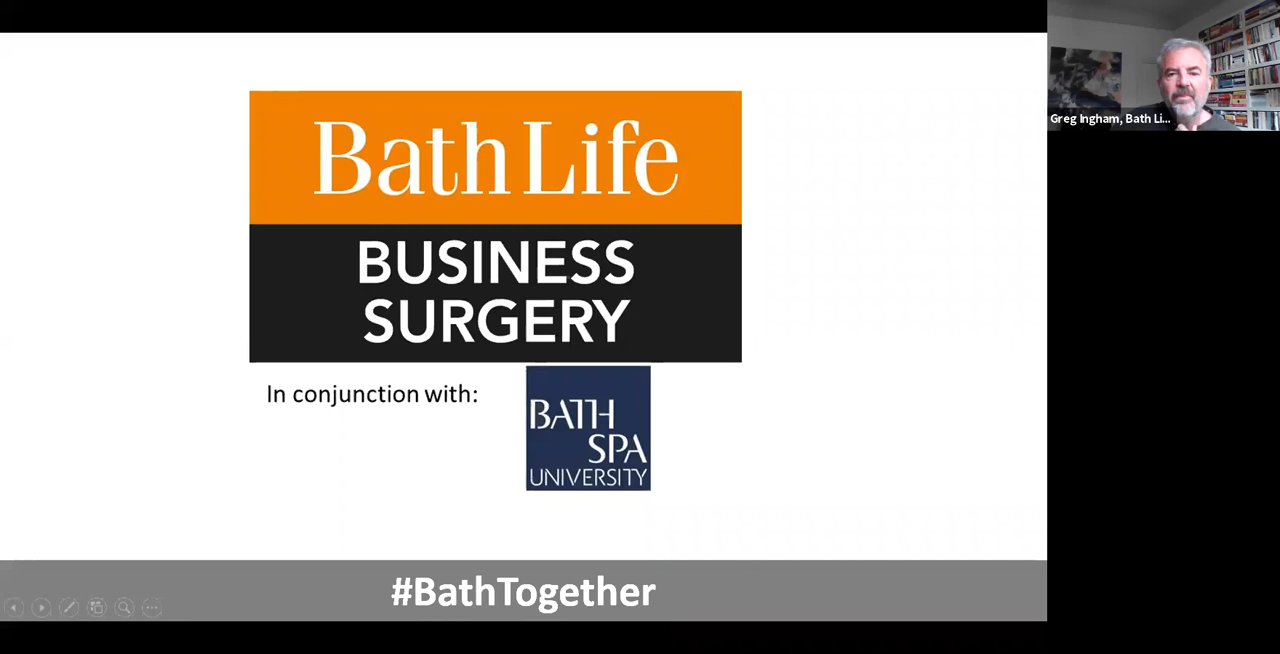 Bath Life
BUSINESS
SURGERY
In conjunction with:
BATH
SPA
UNIVERSITY
#BathTogether
Greg Ingham, Bath Li...